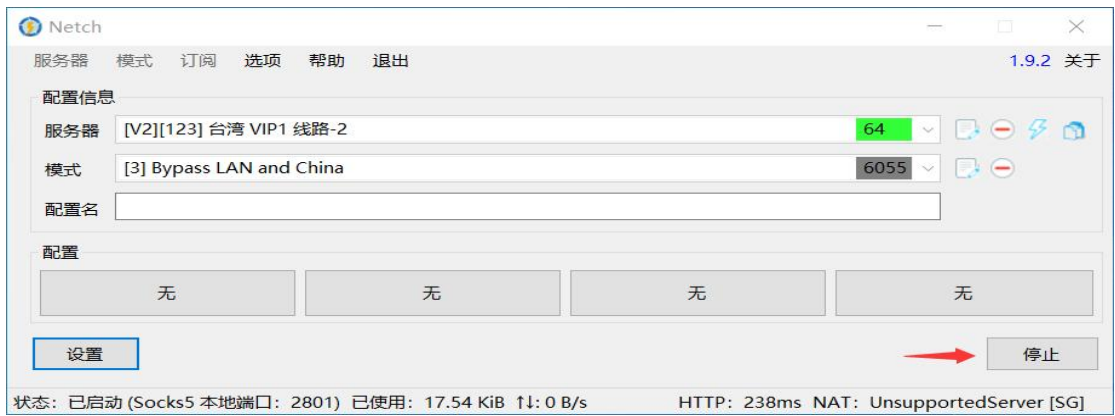 Netch
服务器 模式 订阅 选项 帮助 退出 1.9.2 关于
配置信息
服务器 [V2][123] 台湾 VIP1 线路-2 64
模式 [3] Bypass LAN and China 6055
配置名
配置
无 无 无 无
设置 停止
状态：已启动 (Socks5 本地端口：2801) 已使用：17.54 KiB ↑↓: 0 B/s HTTP：238ms NAT：UnsupportedServer [SG]